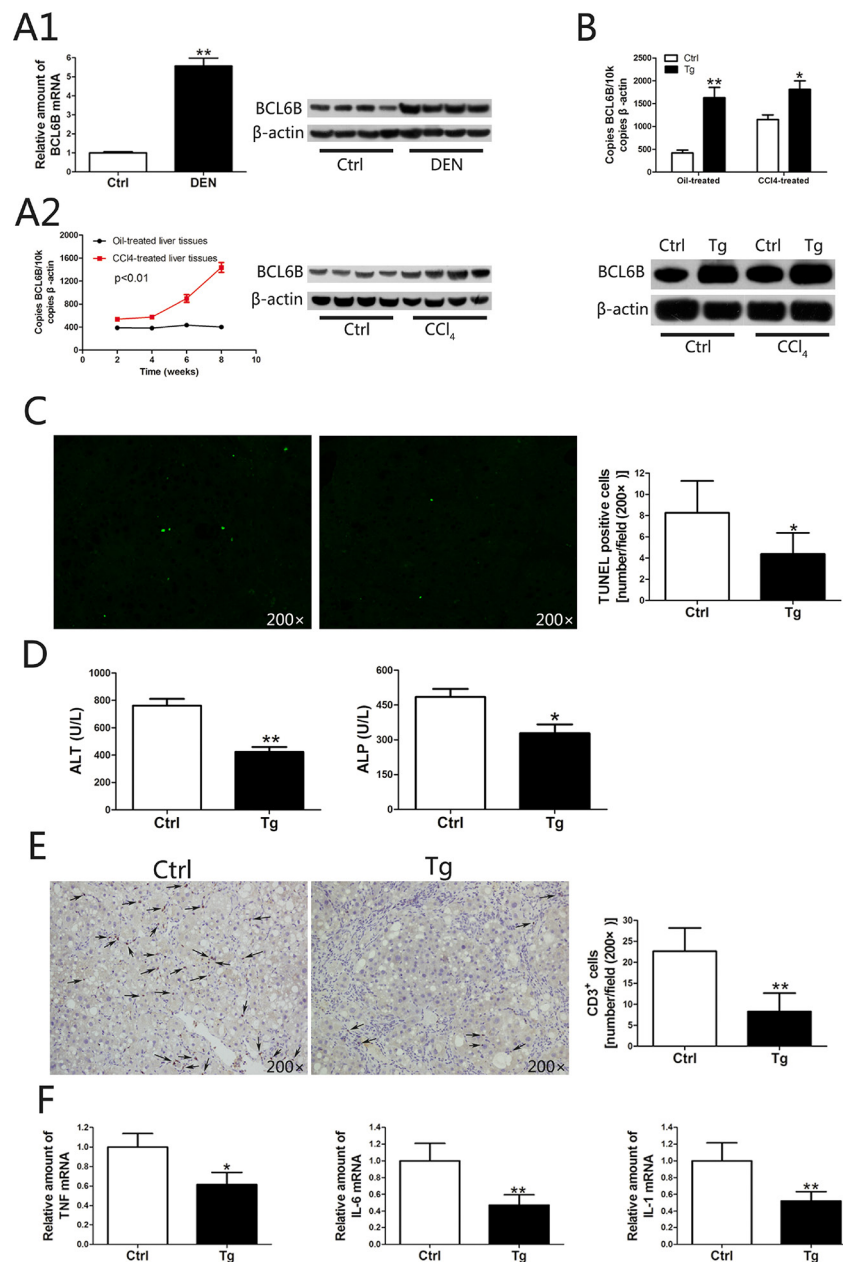 A1
Relative amount of
BCL6B mRNA
6
5
4
3
2
1
0
**
Ctrl
DEN
BCL6B
β-actin
Ctrl
DEN
B
Copies BCL6B/10k
copies β -actin
2500
2000
1500
1000
500
0
Ctrl
Tg
**
*
Oil-treated
CCl4-treated
A2
Copies BCL6B/10k
copies β -actin
2000
1600
1200
800
400
0
Oil-treated liver tissues
CCl4-treated liver tissues
p<0.01
0 2 4 6 8 10
Time (weeks)
BCL6B
β-actin
Ctrl
CCl4
Ctrl Tg Ctrl Tg
BCL6B
β-actin
Ctrl
CCl4
C
200×
200×
TUNEL positive cells
[number/field (200× )]
12
10
8
6
4
2
0
*
Ctrl
Tg
D
ALT (U/L)
1000
800
600
400
200
0
**
Ctrl
Tg
ALP (U/L)
600
450
300
150
0
*
Ctrl
Tg
E
Ctrl
Tg
200×
200×
CD3+ cells
[number/field (200× )]
30
25
20
15
10
5
0
**
Ctrl
Tg
F
Relative amount of
TNF mRNA
1.4
1.2
1.0
0.8
0.6
0.4
0.2
0.0
*
Ctrl
Tg
Relative amount of
IL-6 mRNA
1.4
1.2
1.0
0.8
0.6
0.4
0.2
0.0
**
Ctrl
Tg
Relative amount of
IL-1 mRNA
1.4
1.2
1.0
0.8
0.6
0.4
0.2
0.0
**
Ctrl
Tg